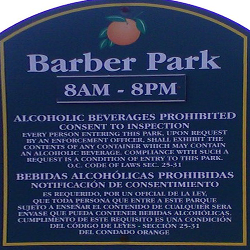 Barber Park
8AM - 8PM
ALCOHOLIC BEVERAGES PROHIBITED
CONSENT TO INSPECTION
EVERY PERSON ENTERING THIS PARK, UPON REQUEST
BY AN ENFORCEMENT OFFICER, SHALL EXHIBIT THE
CONTENTS OF ANY CONTAINER WHICH MAY CONTAIN
AN ALCOHOLIC BEVERAGE. COMPLIANCE WITH SUCH A
REQUEST IS A CONDITION OF ENTRY TO THIS PARK.
O.C. CODE OF LAWS SEC. 25-31
BEBIDAS ALCOHÓLICAS PROHIBIDAS
NOTIFICACIÓN DE CONSENTIMIENTO
ES REQUERIDO, POR UN OFICIAL DE LA LEY,
QUE TODA PERSONA QUE ENTRE A ESTE PARQUE
SUJETO A ENSEÑAR EL CONTENIDO DE CUALQUIER SEA
ENVASE QUE PUEDA CONTENER BEBIDAS ALCOHÓLICAS.
CUMPLIMIENTO DE ESTE REQUISITO ES UNA CONDICIÓN
DEL CÓDIGO DE LEYES - SECCIÓN 25-31
DEL CONDADO ORANGE